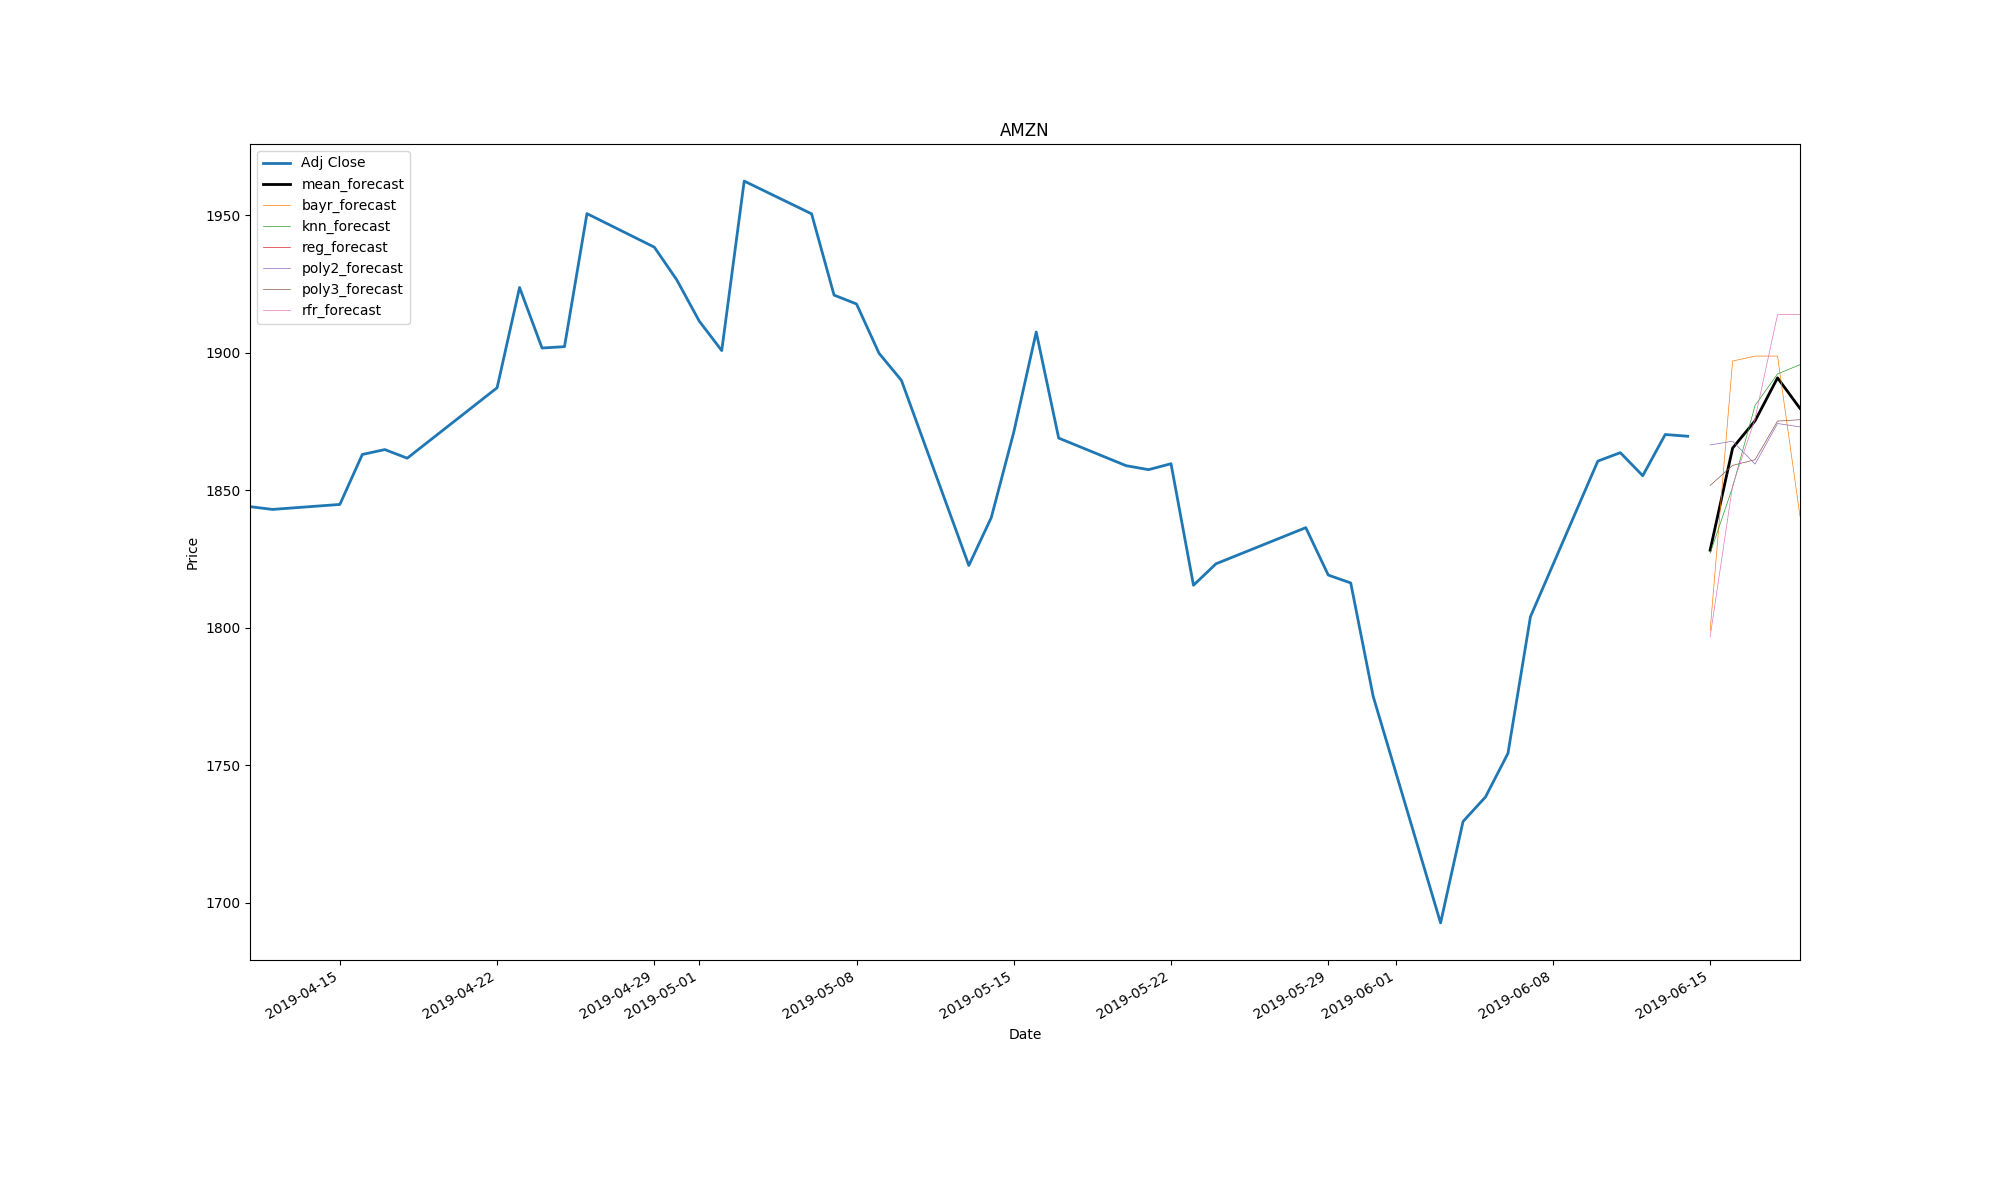 AMZN
Adj Close
mean_forecast
bayr_forecast
knn_forecast
reg_forecast
poly2_forecast
poly3_forecast
rfr_forecast
1950
1900
1850
1800
1750
1700
Price
2019-04-15
2019-04-22
2019-04-29
2019-05-01
2019-05-08
2019-05-15
2019-05-22
2019-05-29
2019-06-01
2019-06-08
2019-06-15
Date